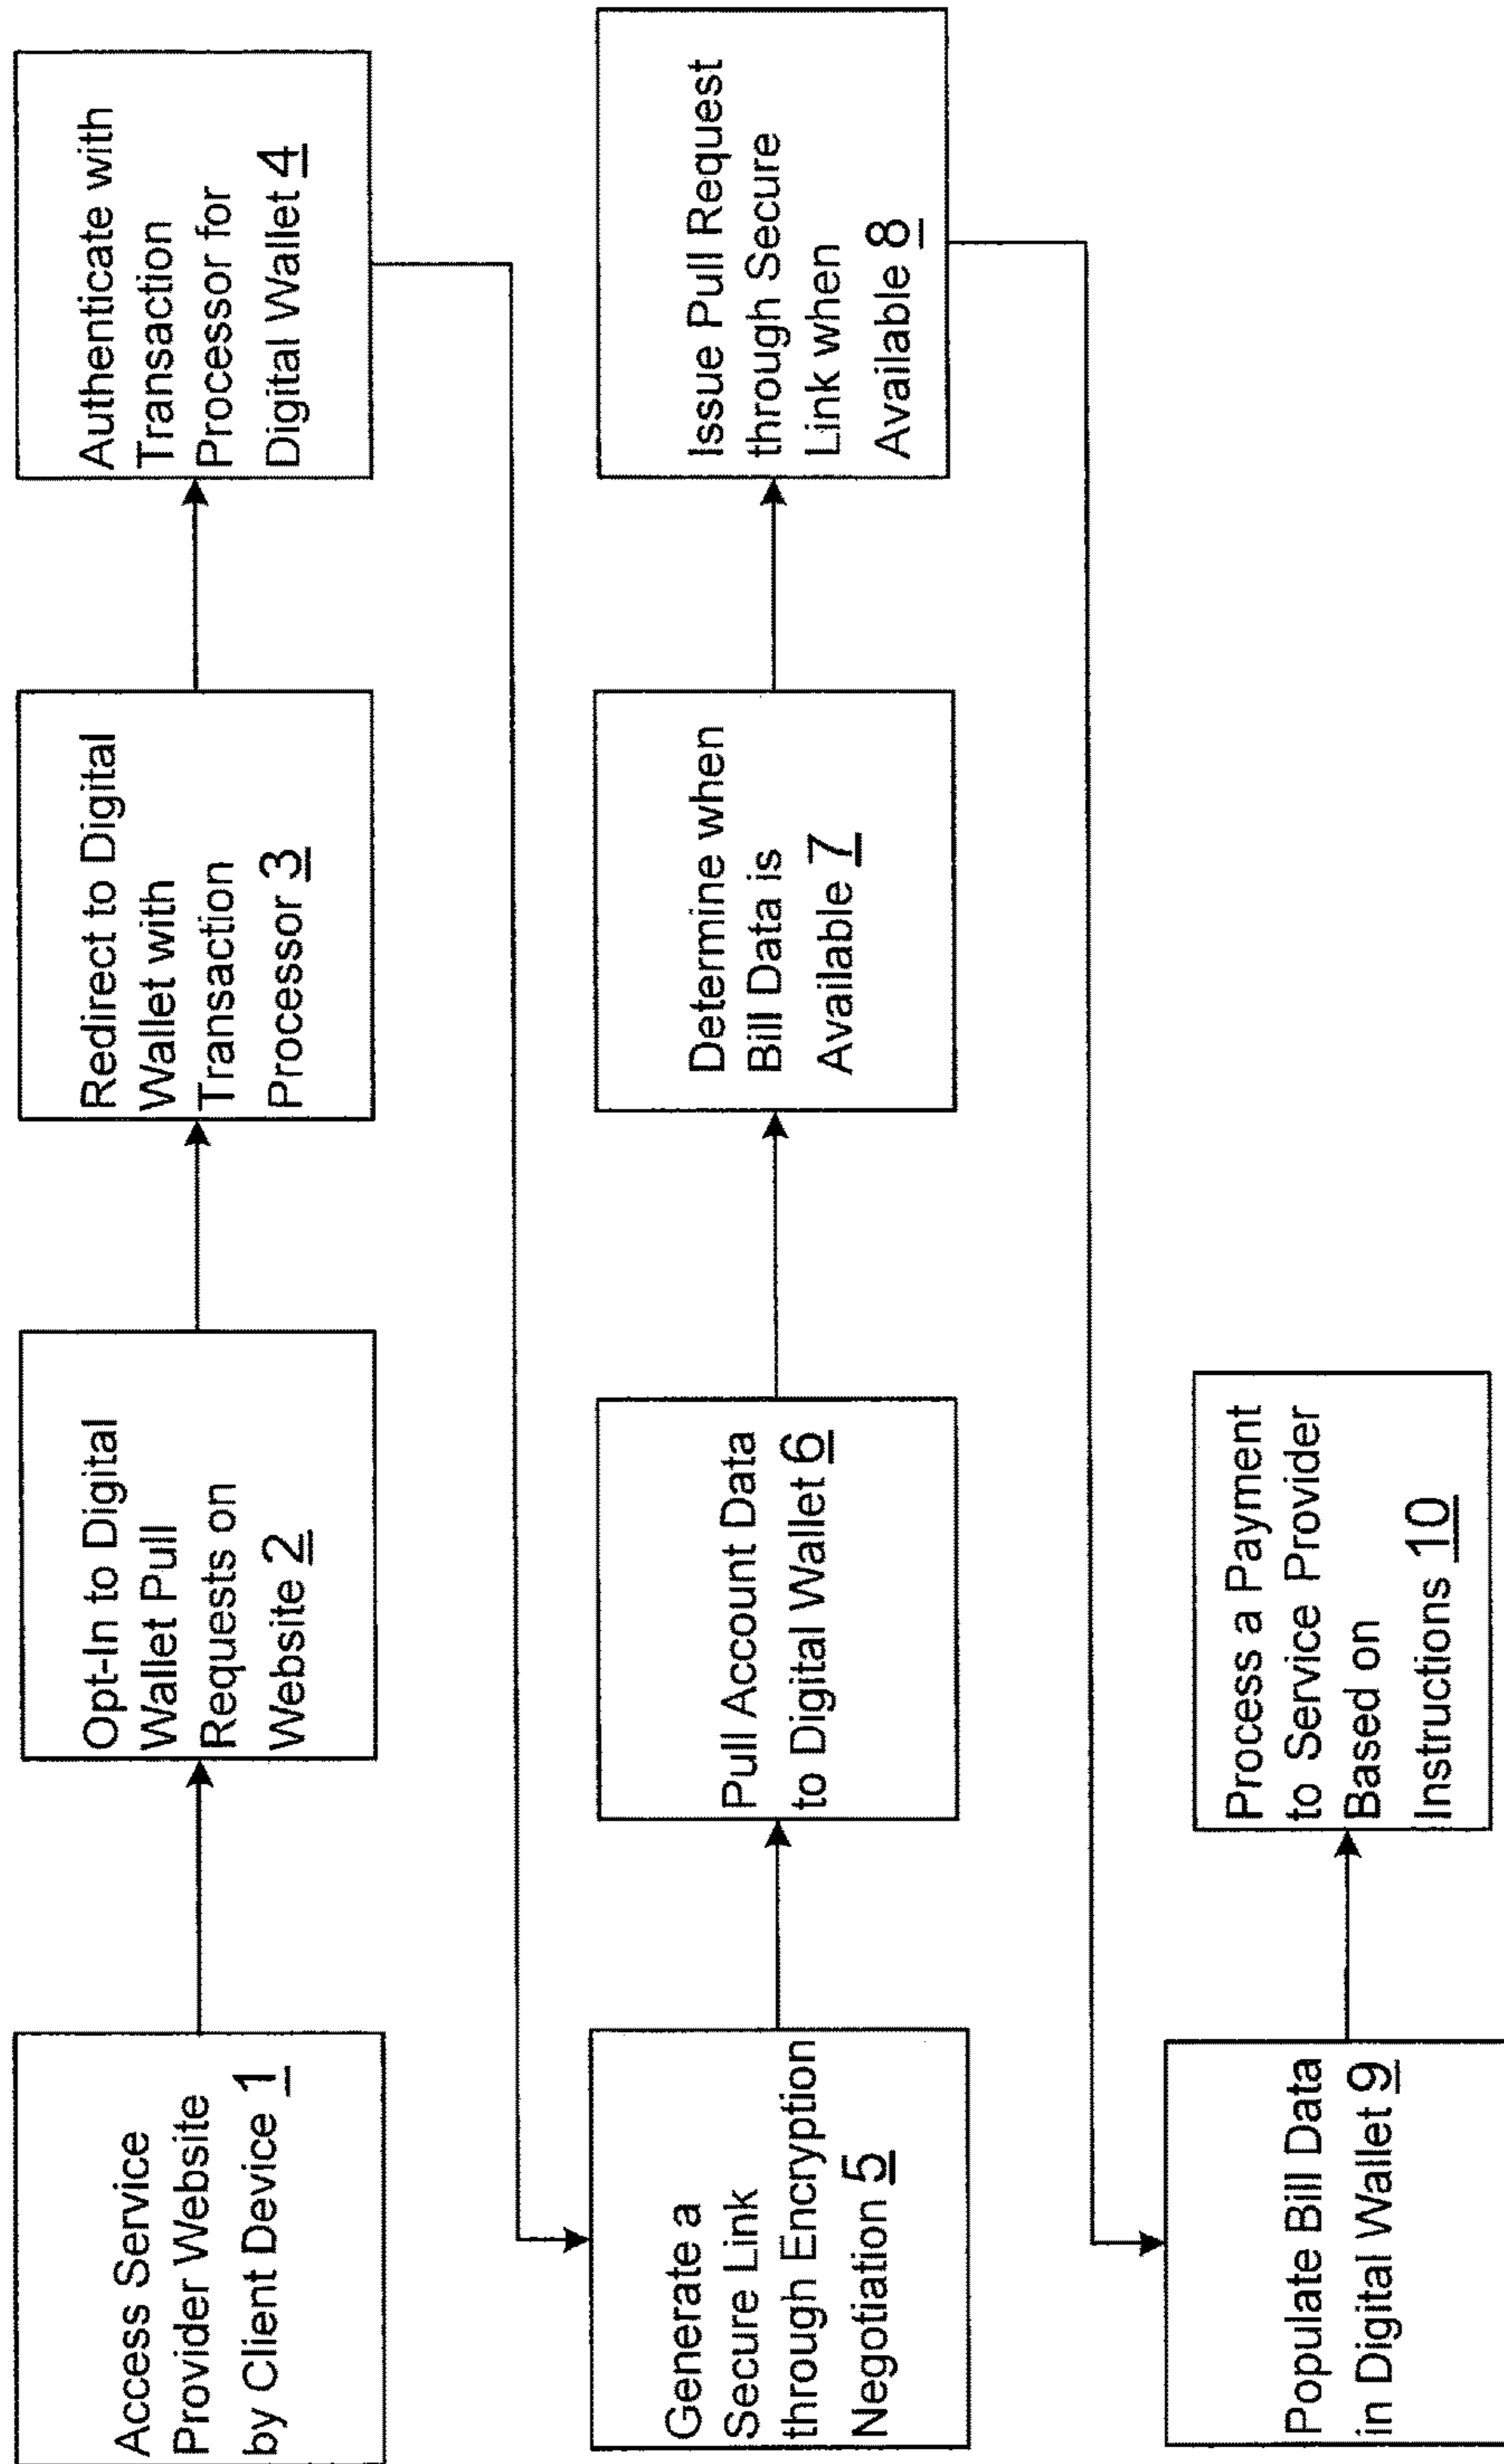 Access Service
Provider Website
by Client Device 1
Opt-In to Digital
Wallet Pull
Requests on
Website 2
Redirect to Digital
Wallet with
Transaction
Processor 3
Authenticate with
Transaction
Processor for
Digital Wallet 4
Generate a
Secure Link
through Encryption
Negotiation 5
Pull Account Data
to Digital Wallet 6
Determine when
Bill Data is
Available 7
Issue Pull Request
through Secure
Link when
Available 8
Populate Bill Data
in Digital Wallet 9
Process a Payment
to Service Provider
Based on
Instructions 10